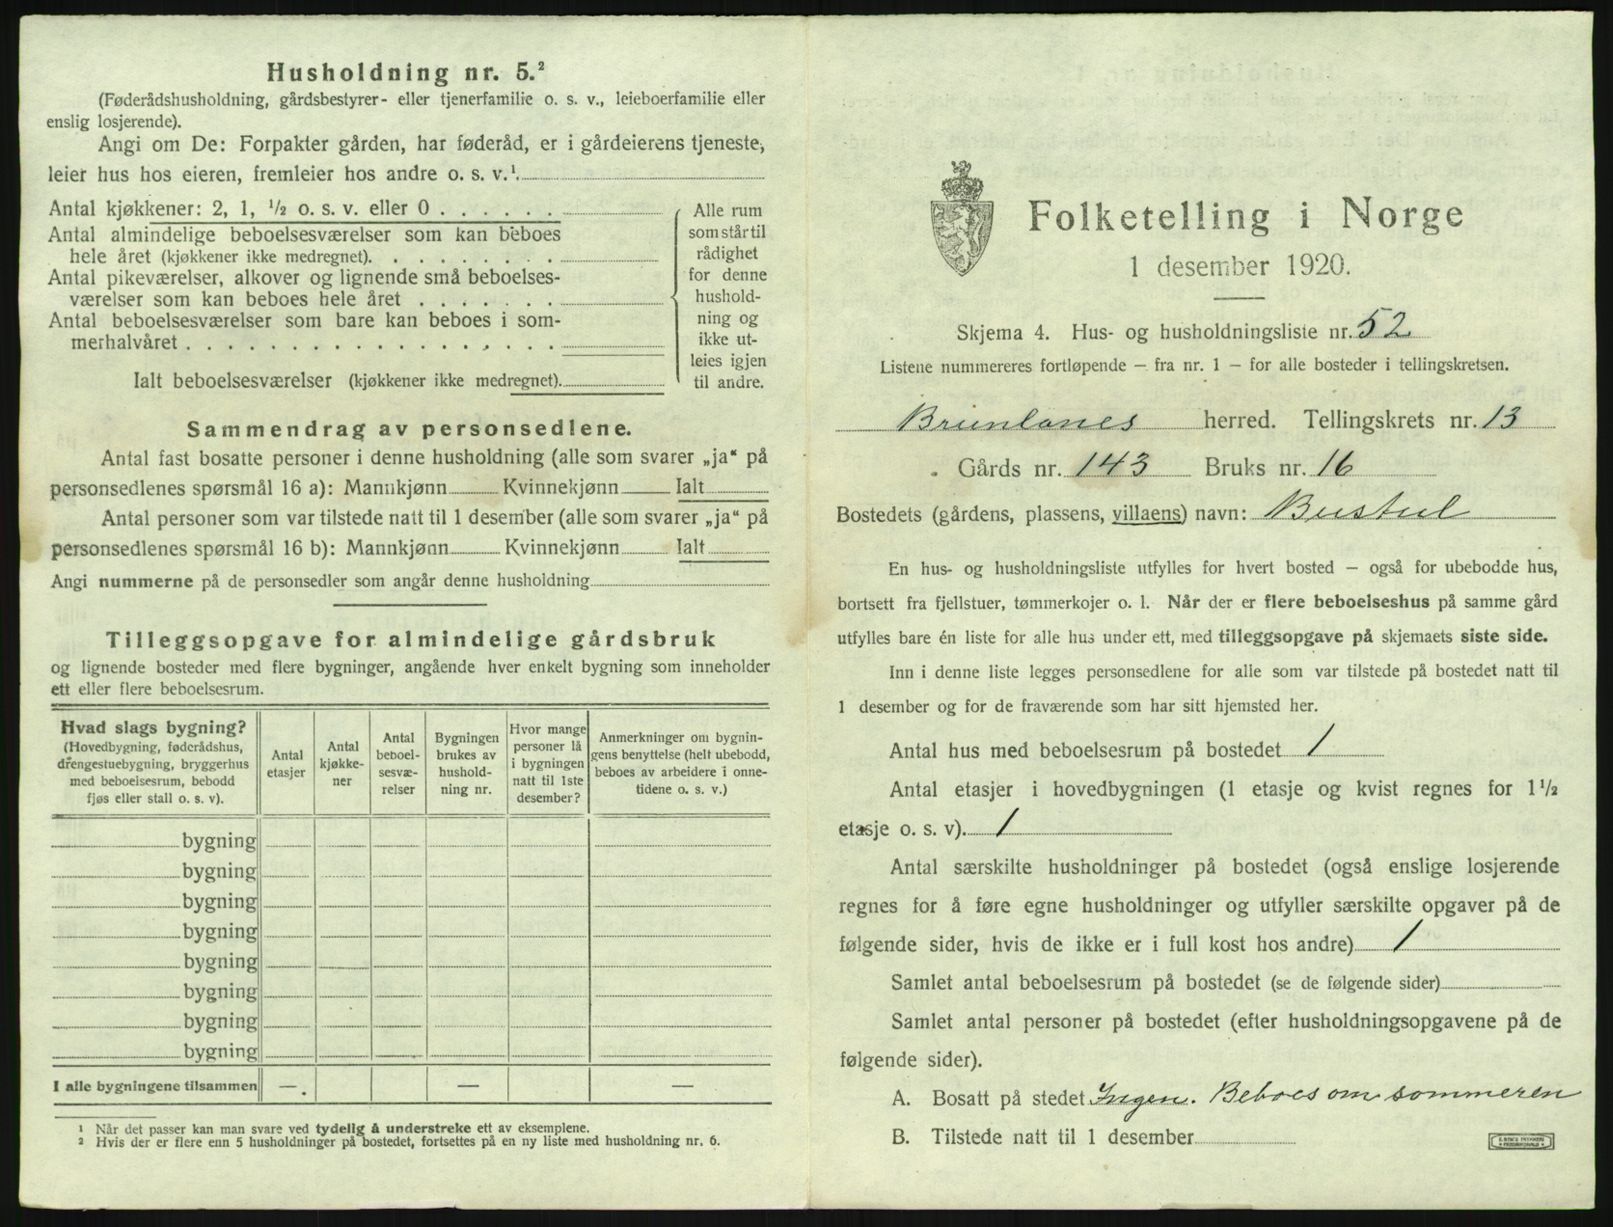 Husholdning nr. 5.²
(Føderådshusholdning, gårdsbestyrer- eller tjenerfamilie o. s. v., leieboerfamilie eller
enslig losjerende).
Angi om De: Forpakter gården, har føderåd, er i gårdeierens tjeneste,
leier hus hos eieren, fremleier hos andre o. s. v.¹
Antal kjøkkener: 2, 1, ½ o. s. v. eller 0 . . . . . .
Antal almindelige beboelsesværelser som kan beboes
hele året (kjøkkener ikke medregnet). . . . . . . . .
Antal pikeværelser, alkover og lignende små beboelses-
værelser som kan beboes hele året . . . . . . .
Antal beboelsesværelser som bare kan beboes i som-
merhalvåret . . . . . . . . . . . . . . . . . .
Ialt beboelsesværelser (kjøkkener ikke medregnet).
Alle rum
som står til
rådighet
for denne
hushold-
ning og
ikke ut-
leies igjen
til andre.
Sammendrag av personsedlene.
Antal fast bosatte personer i denne husholdning (alle som svarer „ja“ på
personsedlenes spørsmål 16 a): Mannkjønn Kvinnekjønn Ialt
Antal personer som var tilstede natt til 1 desember (alle som svarer „ja“ på
personsedlenes spørsmål 16 b): Mannkjønn Kvinnekjønn Ialt
Angi nummerne på de personsedler som angår denne husholdning
Tilleggsopgave for almindelige gårdsbruk
og lignende bosteder med flere bygninger, angående hver enkelt bygning som inneholder
ett eller flere beboelsesrum.
Hvad slags bygning?
(Hovedbygning, føderådshus,
drengestuebygning, bryggerhus
med beboelsesrum, bebodd
fjøs eller stall o. s. v).
Antal
etasjer
Antal
kjøkke-
ner
Antal
beboel-
sesvæ-
relser
Bygningen
brukes av
hushold-
ning nr.
Hvor mange
personer lå
i bygningen
natt til 1ste
desember?
Anmerkninger om bygnin-
gens benyttelse (helt ubebodd,
beboes av arbeidere i onne-
tidene o. s. v.)
bygning
bygning
bygning
bygning
bygning
bygning
bygning
bygning
I alle bygningene tilsammen — — —
¹ Når det passer kan man svare ved tydelig å understreke ett av eksemplene.
² Hvis der er flere enn 5 husholdninger på bostedet, fortsettes på en ny liste med husholdning nr. 6.
Folketelling i Norge
1 desember 1920.
Skjema 4. Hus- og husholdningsliste nr. 52
Listene nummereres fortløpende — fra nr. 1 — for alle bosteder i tellingskretsen.
Brunlanes herred. Tellingskrets nr. 13
Gårds nr. 143 Bruks nr. 16
Bostedets (gårdens, plassens, villaens) navn: Bustul
En hus- og husholdningsliste utfylles for hvert bosted — også for ubebodde hus,
bortsett fra fjellstuer, tømmerkojer o. l. Når der er flere beboelseshus på samme gård
utfylles bare én liste for alle hus under ett, med tilleggsopgave på skjemaets siste side.
Inn i denne liste legges personsedlene for alle som var tilstede på bostedet natt til
1 desember og for de fraværende som har sitt hjemsted her.
Antal hus med beboelsesrum på bostedet 1
Antal etasjer i hovedbygningen (1 etasje og kvist regnes for 1½
etasje o. s. v). 1
Antal særskilte husholdninger på bostedet (også enslige losjerende
regnes for å føre egne husholdninger og utfyller særskilte opgaver på de
følgende sider, hvis de ikke er i full kost hos andre) 1
Samlet antal beboelsesrum på bostedet (se de følgende sider)
Samlet antal personer på bostedet (efter husholdningsopgavene på de
følgende sider).
A. Bosatt på stedet Ingen. Beboes om sommeren
B. Tilstede natt til 1 desember